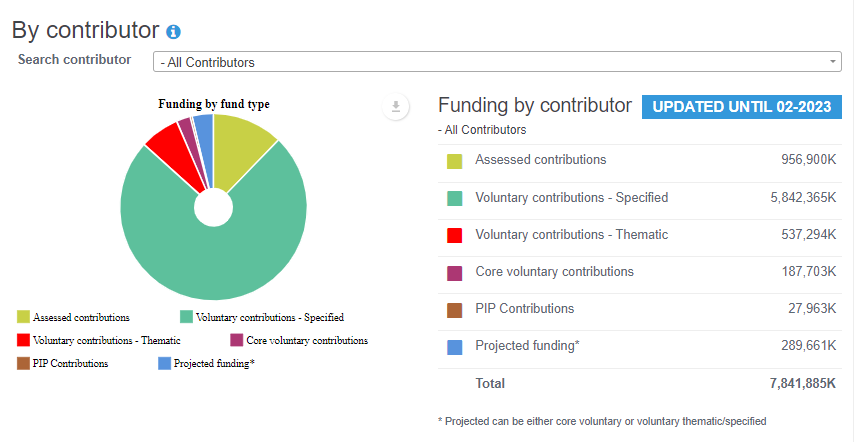 By contributor
Search contributor - All Contributors
Funding by fund type
Assessed contributions Voluntary contributions - Specified
Voluntary contributions - Thematic Core voluntary contributions
PIP Contributions Projected funding*
Funding by contributor UPDATED UNTIL 02-2023
- All Contributors
Assessed contributions 956,900K
Voluntary contributions - Specified 5,842,365K
Voluntary contributions - Thematic 537,294K
Core voluntary contributions 187,703K
PIP Contributions 27,963K
Projected funding* 289,661K
Total 7,841,885K
* Projected can be either core voluntary or voluntary thematic/specified